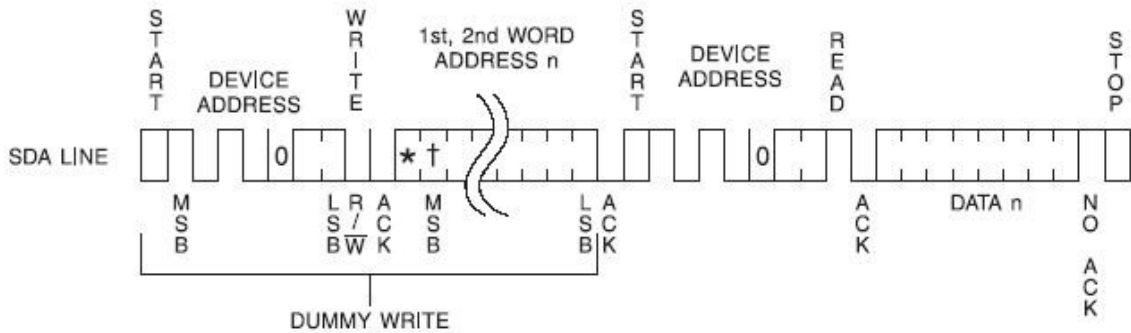 START
WRITE
1st, 2nd WORD
ADDRESS n
START
DEVICE
ADDRESS
READ
STOP
DEVICE
ADDRESS
SDA LINE
0
* †
0
MSB
LSB
R/W
ACK
MSB
LSB
ACK
ACK
DATA n
NO ACK
DUMMY WRITE